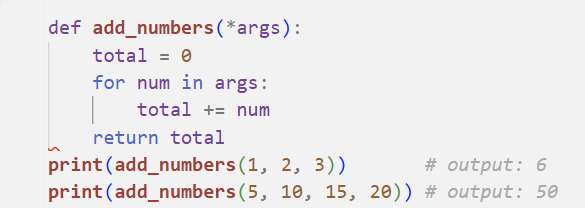 def add_numbers(*args):
    total = 0
    for num in args:
        total += num
    return total
print(add_numbers(1, 2, 3))       # output: 6
print(add_numbers(5, 10, 15, 20)) # output: 50